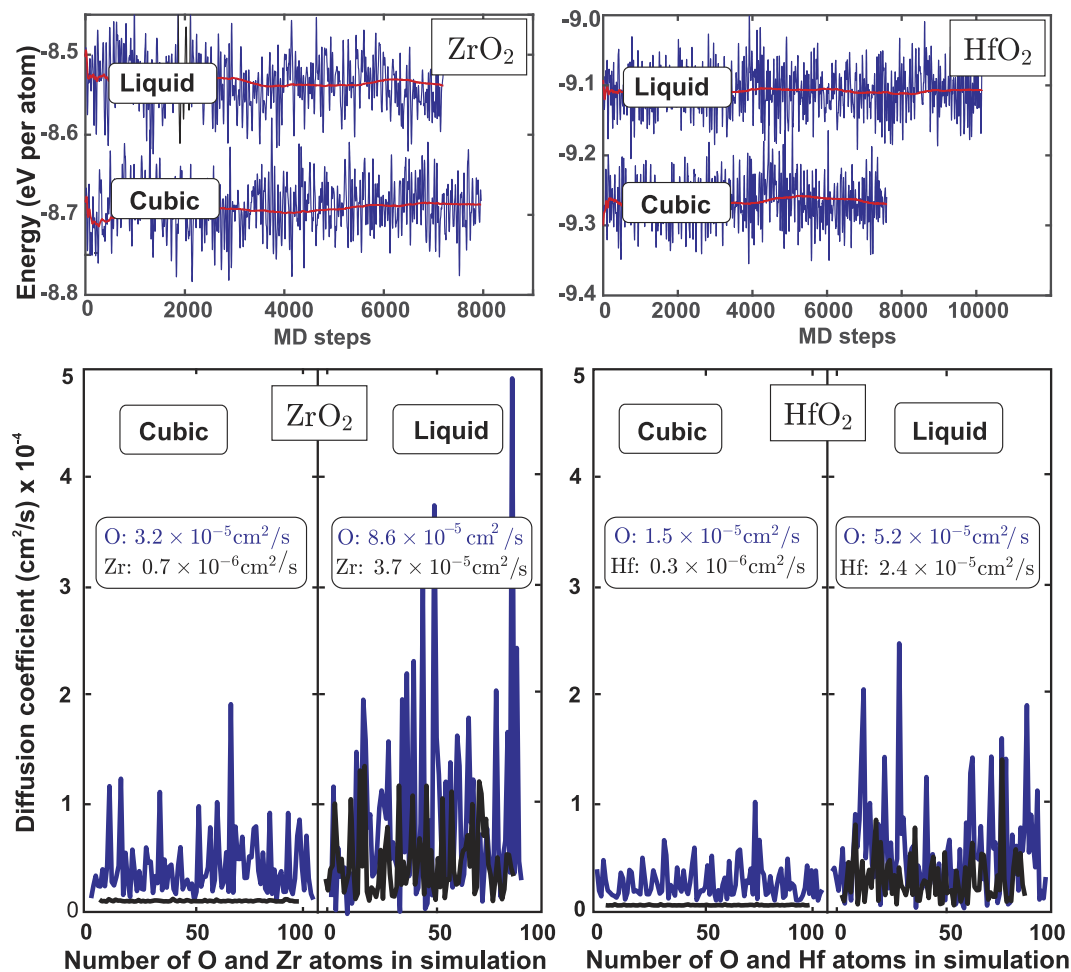 ZrO₂
HfO₂
Energy (eV per atom)
-8.5
-8.6
-8.7
-8.8
Liquid
Cubic
0 2000 4000 6000 8000
MD steps
-9.0
-9.1
-9.2
-9.3
-9.4
Liquid
Cubic
0 2000 4000 6000 8000 10000
MD steps
Diffusion coefficient (cm²/s) x 10⁻⁴
5
4
3
2
1
0
Cubic
ZrO₂
Liquid
O: 3.2 × 10⁻⁵cm²/s
Zr: 0.7 × 10⁻⁶cm²/s
O: 8.6 × 10⁻⁵ cm²/s
Zr: 3.7 × 10⁻⁵cm²/s
0 50 100 0 50 100
Number of O and Zr atoms in simulation
5
4
3
2
1
0
Cubic
HfO₂
Liquid
O: 1.5 × 10⁻⁵cm²/s
Hf: 0.3 × 10⁻⁶cm²/s
O: 5.2 × 10⁻⁵cm²/s
Hf: 2.4 × 10⁻⁵cm²/s
0 50 100 0 50 100
Number of O and Hf atoms in simulation